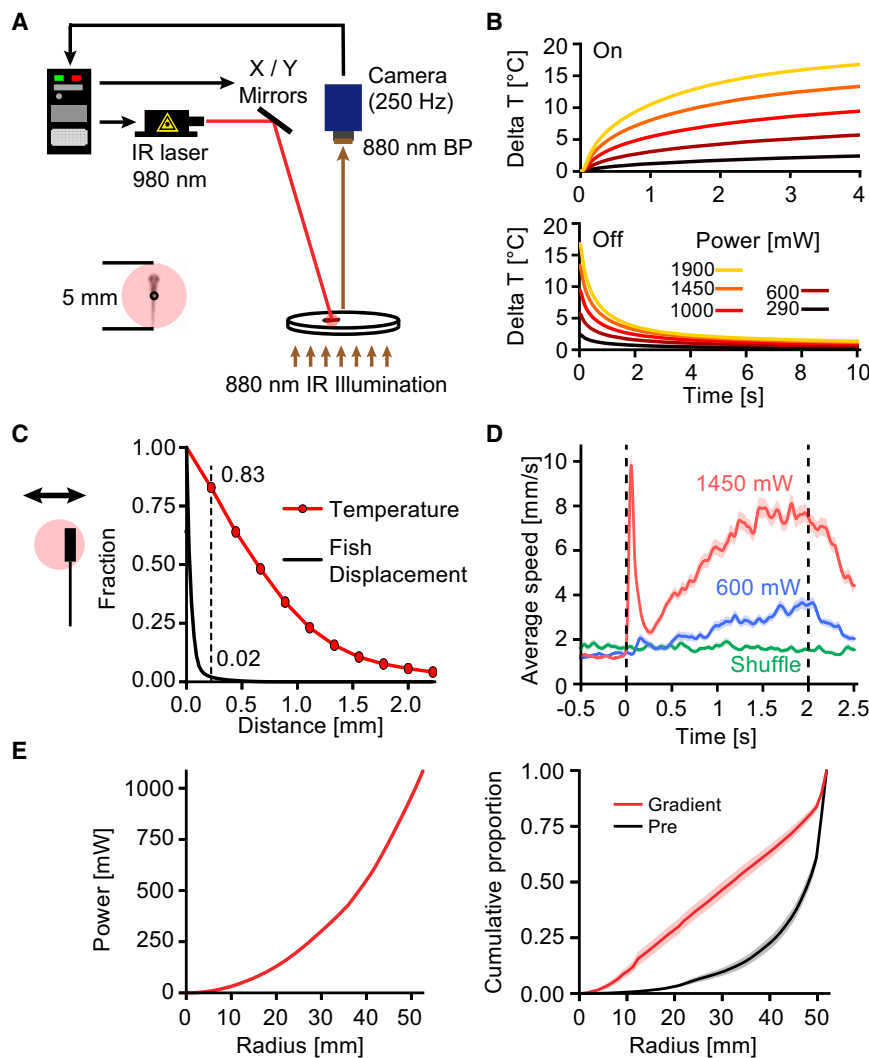 A
X / Y
Mirrors
Camera
(250 Hz)
880 nm BP
IR laser
980 nm
5 mm
880 nm IR Illumination
B
Delta T [°C]
20
15
10
5
0
On
0 1 2 3 4
Delta T [°C]
20
15
10
5
0
Off
Power [mW]
1900
1450
1000
600
290
0 2 4 6 8 10
Time [s]
C
Fraction
1.00
0.75
0.50
0.25
0.00
0.83
0.02
Temperature
Fish
Displacement
0.0 0.5 1.0 1.5 2.0
Distance [mm]
D
Average speed [mm/s]
10
8
6
4
2
0
1450 mW
600 mW
Shuffle
-0.5 0 0.5 1 1.5 2 2.5
Time [s]
E
Power [mW]
1000
750
500
250
0
0 10 20 30 40 50
Radius [mm]
Cumulative proportion
1.00
0.75
0.50
0.25
0.00
Gradient
Pre
0 10 20 30 40 50
Radius [mm]